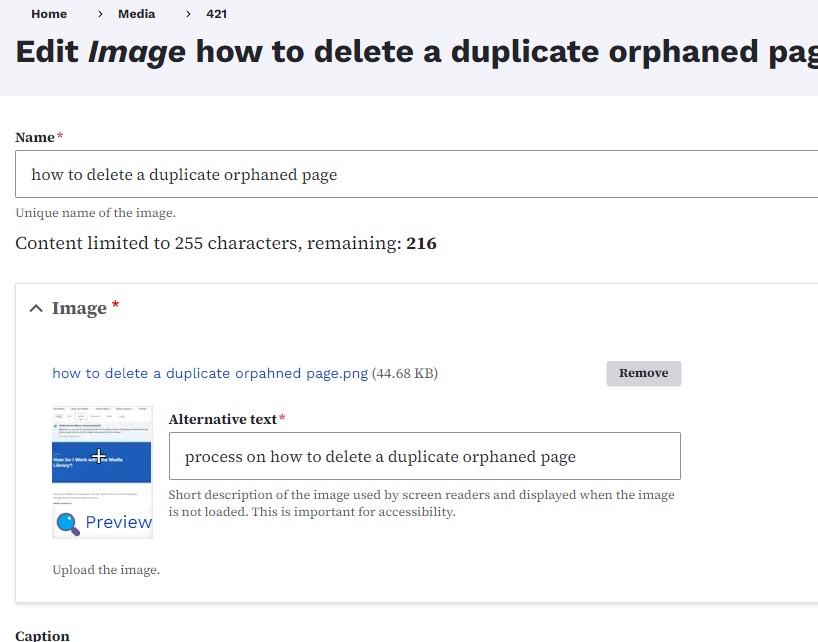 Home > Media > 421
Edit Image how to delete a duplicate orphaned pag
Name*
how to delete a duplicate orphaned page
Unique name of the image.
Content limited to 255 characters, remaining: 216
Image *
how to delete a duplicate orpahned page.png (44.68 KB)
Remove
Alternative text*
process on how to delete a duplicate orphaned page
Short description of the image used by screen readers and displayed when the image
is not loaded. This is important for accessibility.
How Do I Work with the Media
Library?
Preview
Upload the image.
Caption